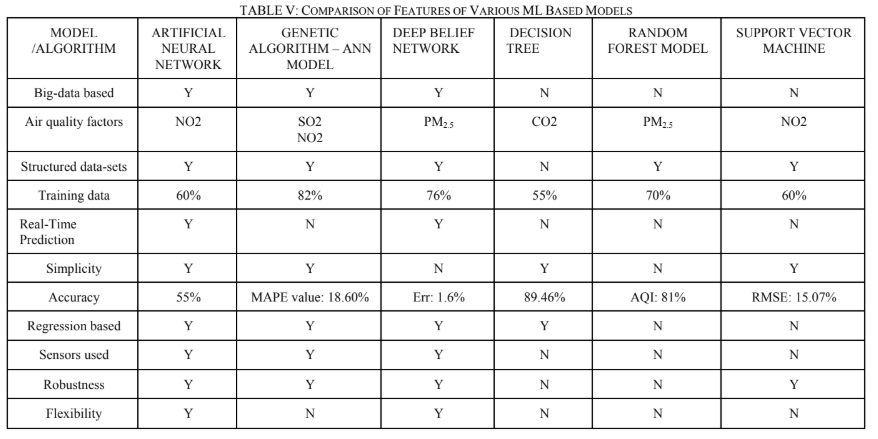 TABLE V: COMPARISON OF FEATURES OF VARIOUS ML BASED MODELS
MODEL /ALGORITHM | ARTIFICIAL NEURAL NETWORK | GENETIC ALGORITHM – ANN MODEL | DEEP BELIEF NETWORK | DECISION TREE | RANDOM FOREST MODEL | SUPPORT VECTOR MACHINE
Big-data based | Y | Y | Y | N | N | N
Air quality factors | NO2 | SO2 NO2 | PM2.5 | CO2 | PM2.5 | NO2
Structured data-sets | Y | Y | Y | N | Y | Y
Training data | 60% | 82% | 76% | 55% | 70% | 60%
Real-Time Prediction | Y | N | Y | N | N | N
Simplicity | Y | Y | N | Y | N | Y
Accuracy | 55% | MAPE value: 18.60% | Err: 1.6% | 89.46% | AQI: 81% | RMSE: 15.07%
Regression based | Y | Y | Y | Y | N | N
Sensors used | Y | Y | Y | N | N | N
Robustness | Y | Y | Y | N | N | Y
Flexibility | Y | N | Y | N | N | N